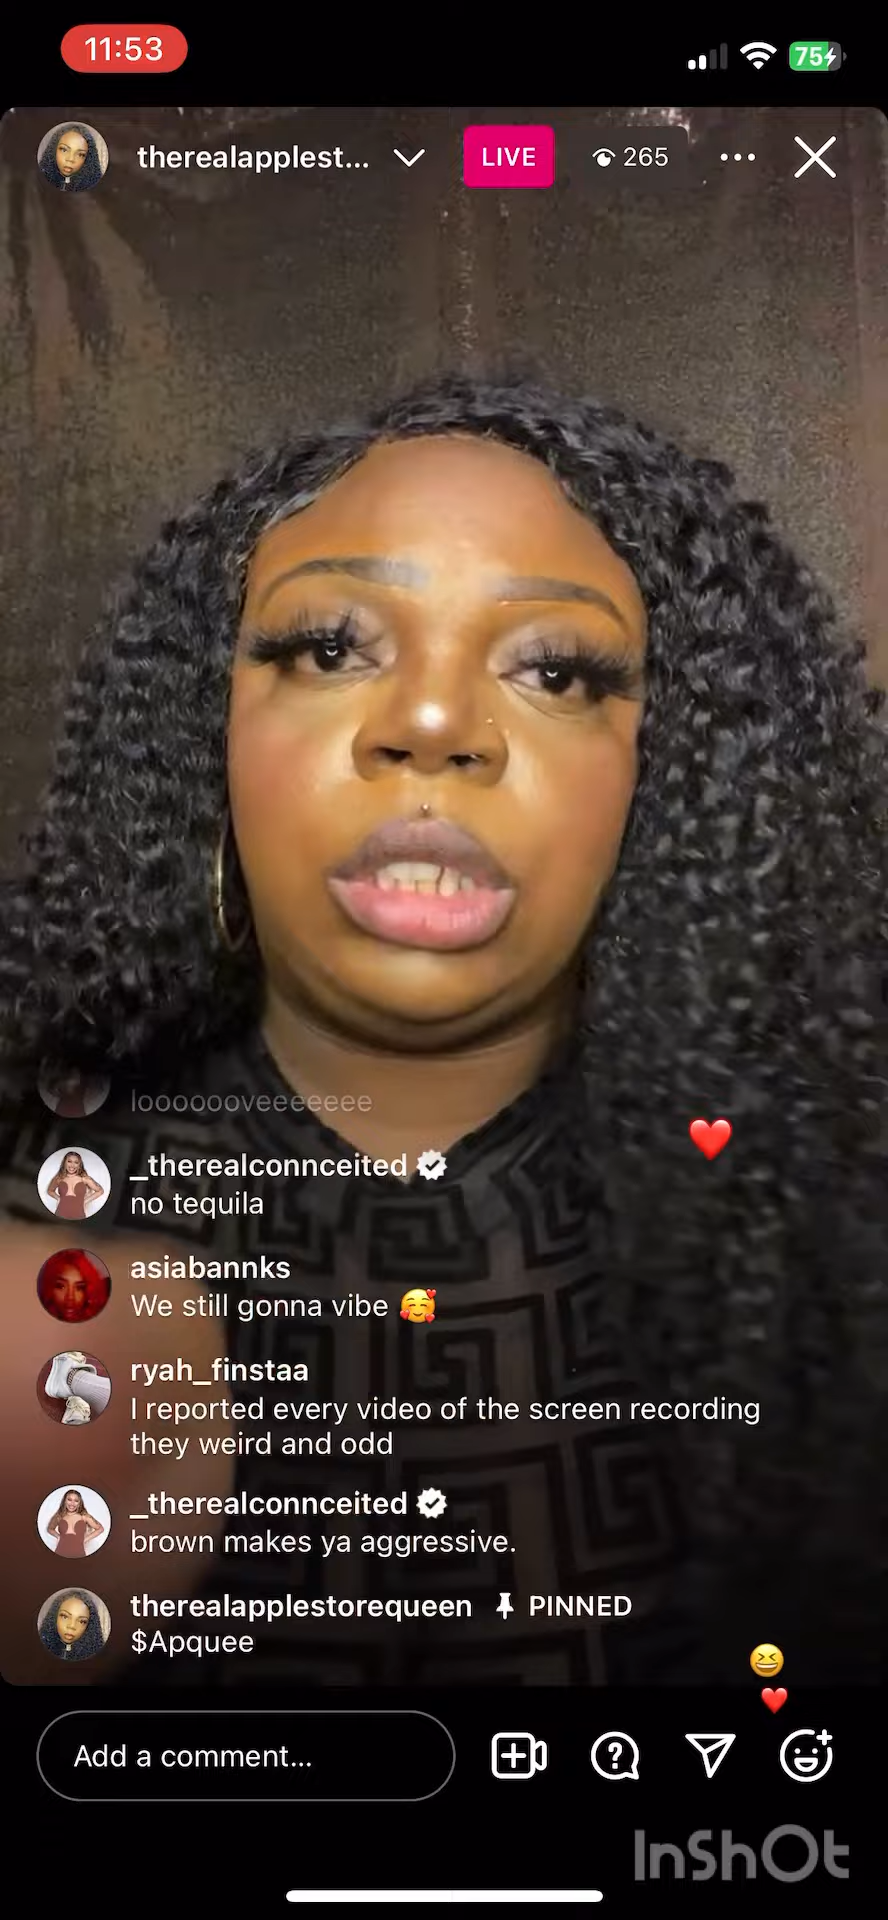 11:53
75
therealapplest...
LIVE
265
looooooveeeeeee
_therealconnceited
no tequila
asiabannks
We still gonna vibe 🥰
ryah_finstaa
I reported every video of the screen recording
they weird and odd
_therealconnceited
brown makes ya aggressive.
therealapplestorequeen PINNED
$Apquee
Add a comment...
InShOt